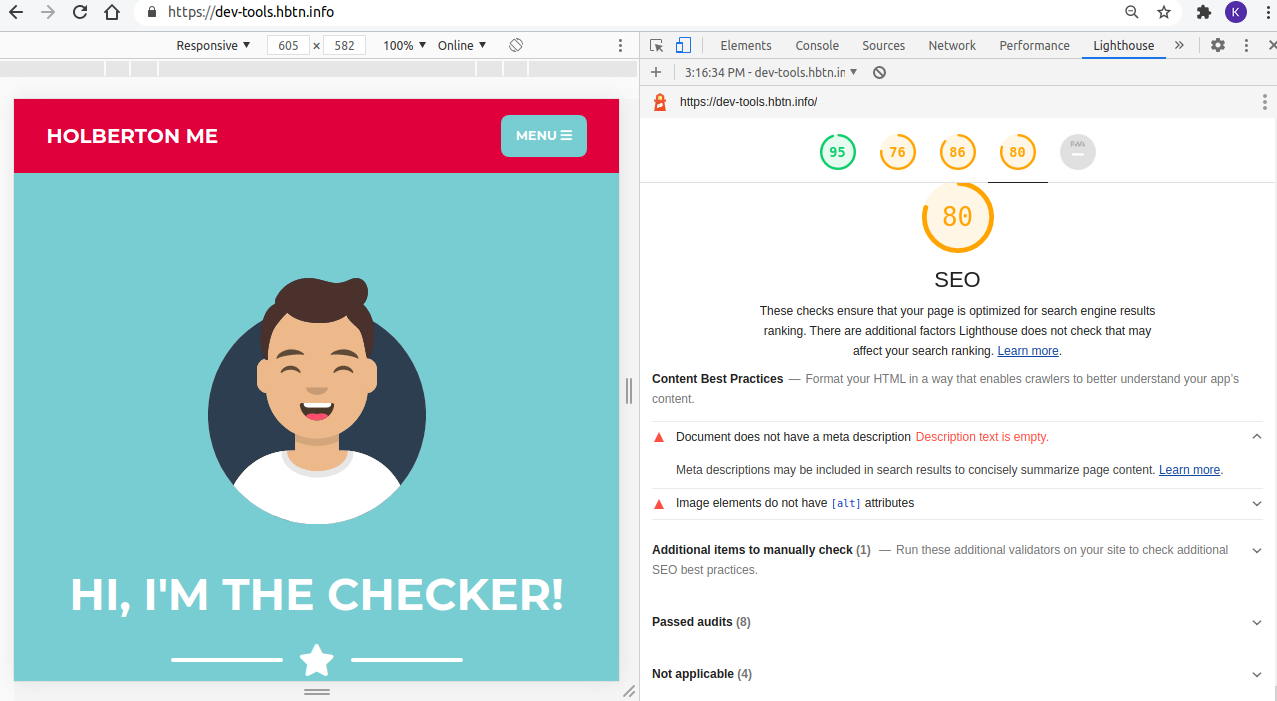 https://dev-tools.hbtn.info
K
Responsive ▼ 605 × 582 100% ▼ Online ▼
Elements Console Sources Network Performance Lighthouse »
+ 3:16:34 PM - dev-tools.hbtn.in ▼
https://dev-tools.hbtn.info/
HOLBERTON ME
MENU
95 76 86 80
80
SEO
These checks ensure that your page is optimized for search engine results
ranking. There are additional factors Lighthouse does not check that may
affect your search ranking. Learn more.
Content Best Practices — Format your HTML in a way that enables crawlers to better understand your app's
content.
Document does not have a meta description Description text is empty.
Meta descriptions may be included in search results to concisely summarize page content. Learn more.
Image elements do not have [alt] attributes
Additional items to manually check (1) — Run these additional validators on your site to check additional
SEO best practices.
Passed audits (8)
Not applicable (4)
HI, I'M THE CHECKER!